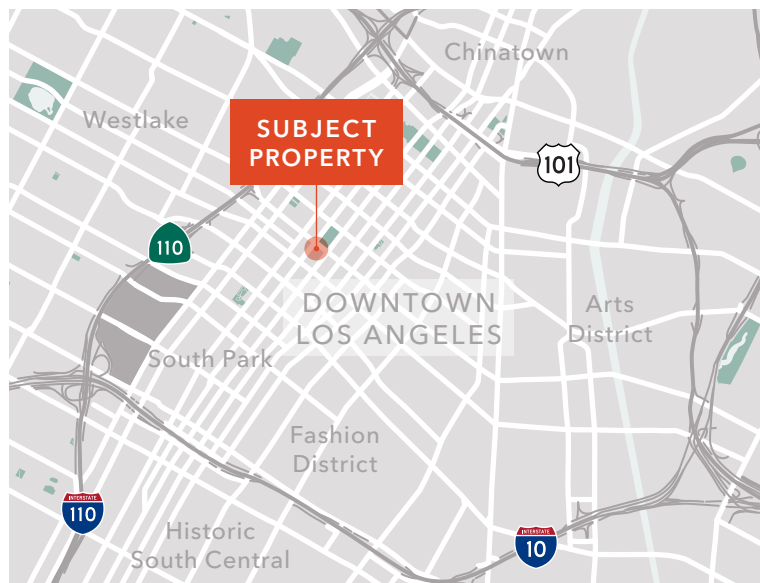 Chinatown
Westlake
SUBJECT
PROPERTY
101
110
DOWNTOWN
LOS ANGELES
Arts
District
South Park
Fashion
District
INTERSTATE
110
INTERSTATE
10
Historic
South Central